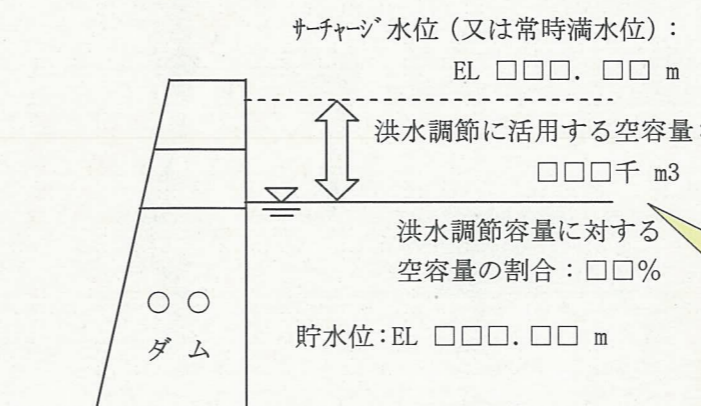 サーチャージ水位（又は常時満水位）：
EL □□□. □□ m
洪水調節に活用する空容量：
□□□千 m3
洪水調節容量に対する
空容量の割合：□□%
○○
ダム
貯水位：EL □□□.□□ m